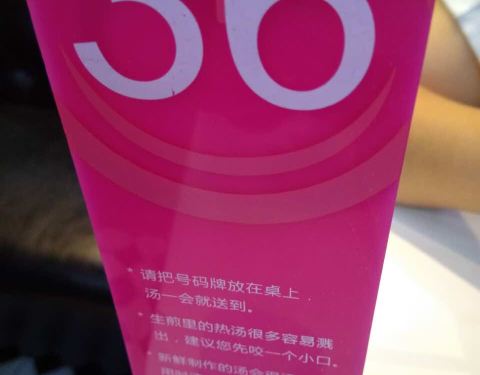 36
* 请把号码牌放在桌上，
汤一会就送到。
* 生煎里的热汤很多容易溅
出，建议您先咬一个小口。
* 新鲜制作的汤会